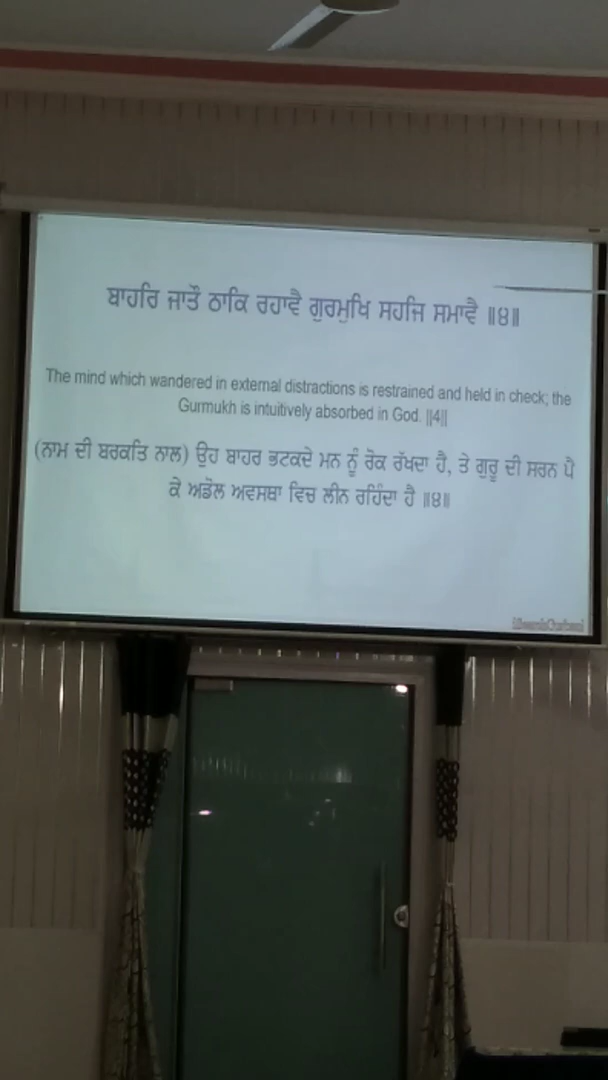 ਬਾਹਰਿ ਜਾਤੌ ਠਾਕਿ ਰਹਾਵੈ ਗੁਰਮੁਖਿ ਸਹਜਿ ਸਮਾਵੈ ॥੪॥
The mind which wandered in external distractions is restrained and held in check; the
Gurmukh is intuitively absorbed in God. ||4||
(ਨਾਮ ਦੀ ਬਰਕਤਿ ਨਾਲ) ਉਹ ਬਾਹਰ ਭਟਕਦੇ ਮਨ ਨੂੰ ਰੋਕ ਰੱਖਦਾ ਹੈ, ਤੇ ਗੁਰੂ ਦੀ ਸਰਨ ਪੈ
ਕੇ ਅਡੋਲ ਅਵਸਥਾ ਵਿਚ ਲੀਨ ਰਹਿੰਦਾ ਹੈ ॥੪॥